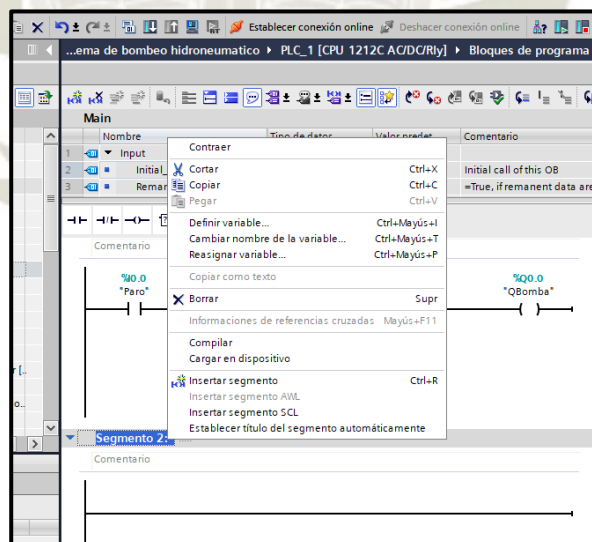 Establecer conexión online Deshacer conexión online
...ema de bombeo hidroneumatico PLC_1 [CPU 1212C AC/DC/Rly] Bloques de programa
Main
Nombre Tipo de datos Valor predet. Comentario
1 Input
2 Initial_ Initial call of this OB
3 Remar =True, if remanent data are
Contraer
Cortar Ctrl+X
Copiar Ctrl+C
Pegar Ctrl+V
Definir variable... Ctrl+Mayús+I
Cambiar nombre de la variable... Ctrl+Mayús+T
Reasignar variable... Ctrl+Mayús+P
Copiar como texto
Borrar Supr
Informaciones de referencias cruzadas Mayús+F11
Compilar
Cargar en dispositivo
Insertar segmento Ctrl+R
Insertar segmento AWL
Insertar segmento SCL
Establecer título del segmento automáticamente
Comentario
%I0.0 %Q0.0
"Paro" "QBomba"
r [..
o..
Segmento 2: .....
Comentario